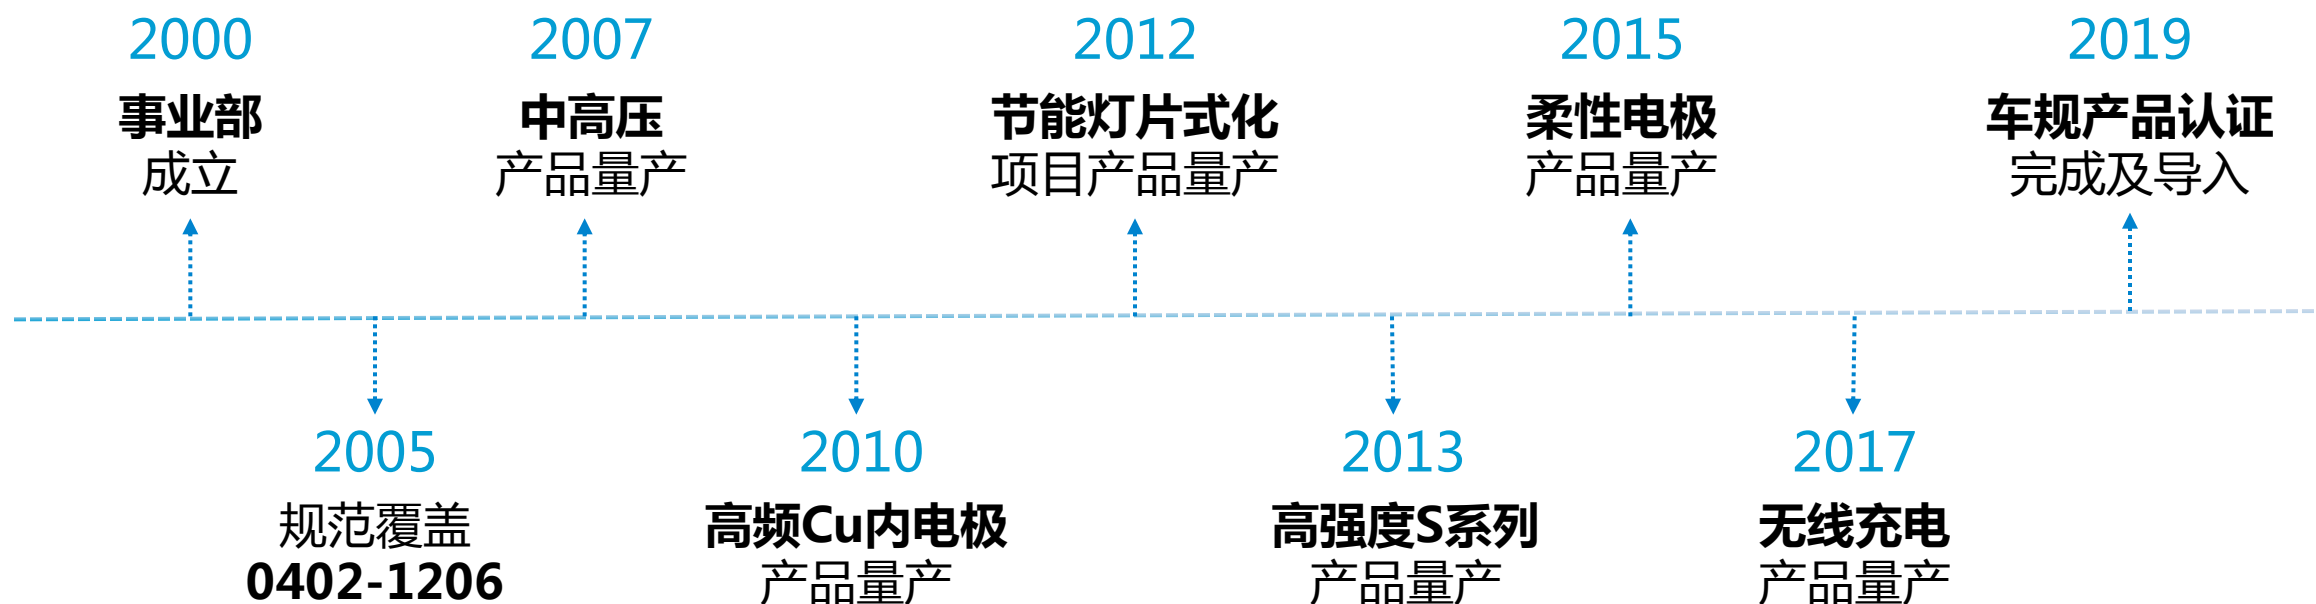 2000
事业部
成立
2007
中高压
产品量产
2012
节能灯片式化
项目产品量产
2015
柔性电极
产品量产
2019
车规产品认证
完成及导入
2005
规范覆盖
0402-1206
2010
高频Cu内电极
产品量产
2013
高强度S系列
产品量产
2017
无线充电
产品量产